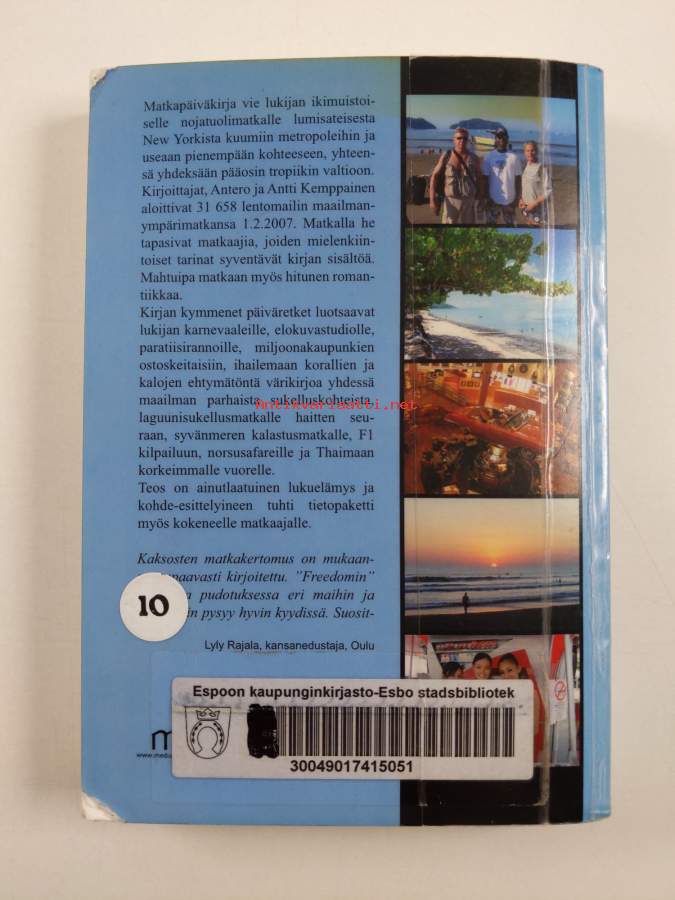 Matkapäiväkirja vie lukijan ikimuistoi-
selle nojatuolimatkalle lumisateisesta
New Yorkista kuumiin metropoleihin ja
useaan pienempään kohteeseen, yhteen-
sä yhdeksään pääosin tropiikin valtioon.
Kirjoittajat, Antero ja Antti Kemppainen
aloittivat 31 658 lentomailin maailman-
ympärimatkansa 1.2.2007. Matkalla he
tapasivat matkaajia, joiden mielenkiin-
toiset tarinat syventävät kirjan sisältöä.
Mahtuipa matkaan myös hitunen roman-
tiikkaa.
Kirjan kymmenet päiväretket luotsaavat
lukijan karnevaaleille, elokuvastudiolle,
paratiisirannoille, miljoonakaupunkien
ostoskeitaisiin, ihailemaan korallien ja
kalojen ehtymätöntä värikirjoa yhdessä
maailman parhaista sukelluskohteista,
Antikvariaatti.net
laguunisukellusmatkalle haitten seu-
raan, syvänmeren kalastusmatkalle, F1
kilpailuun, norsusafareille ja Thaimaan
korkeimmalle vuorelle.
Teos on ainutlaatuinen lukuelämys ja
kohde-esittelyineen tuhti tietopaketti
myös kokeneelle matkaajalle.
Kaksosten matkakertomus on mukaan-
kirjoitettu. "Freedomin"
10
pudotuksessa eri maihin ja
pysyy hyvin kyydissä. Suosit-
Lyly Rajala, kansanedustaja, Oulu
Espoon kaupunginkirjasto-Esbo stadsbibliotek
30049017415051